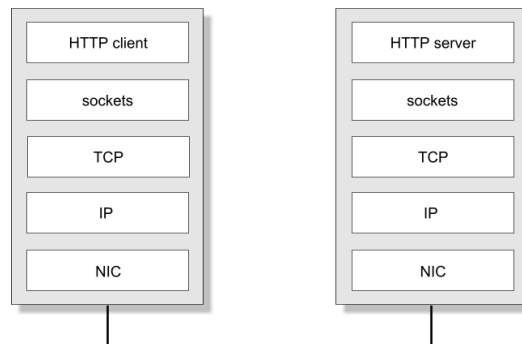 HTTP client
sockets
TCP
IP
NIC
HTTP server
sockets
TCP
IP
NIC